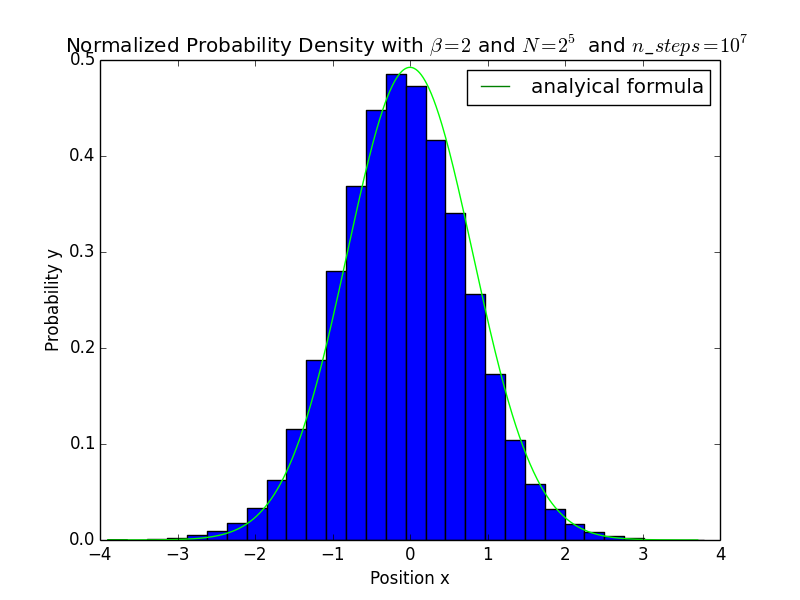 Normalized Probability Density with β=2 and N=2⁵ and n_steps=10⁷
analyical formula
0.5
0.4
0.3
0.2
0.1
0.0
Probability y
−4 −3 −2 −1 0 1 2 3 4
Position x